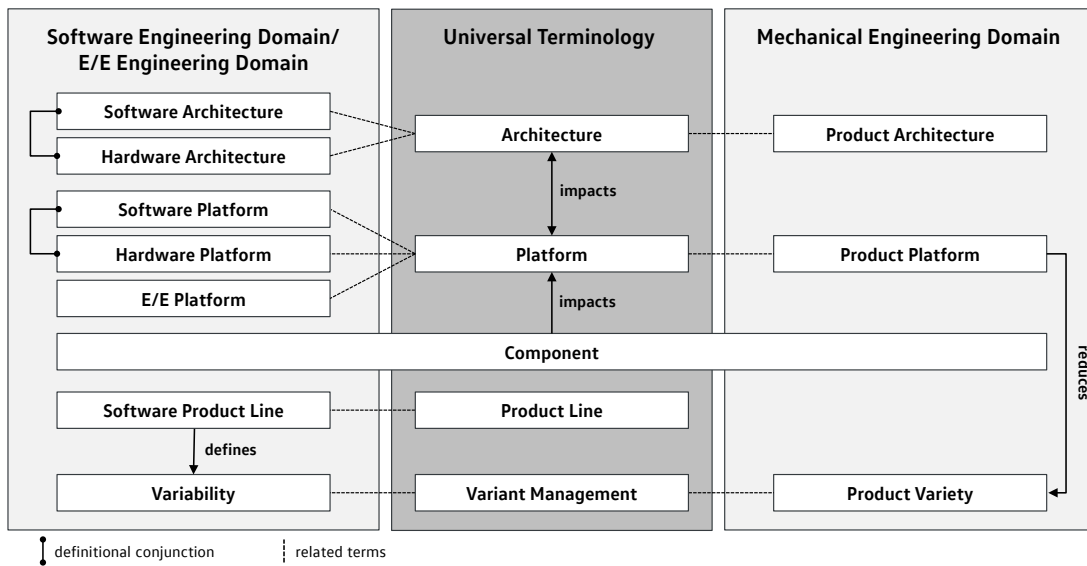 Software Engineering Domain/
E/E Engineering Domain
Universal Terminology
Mechanical Engineering Domain
Software Architecture
Hardware Architecture
Architecture
Product Architecture
impacts
Software Platform
Hardware Platform
E/E Platform
Platform
Product Platform
impacts
Component
reduces
Software Product Line
Product Line
defines
Variability
Variant Management
Product Variety
definitional conjunction
related terms